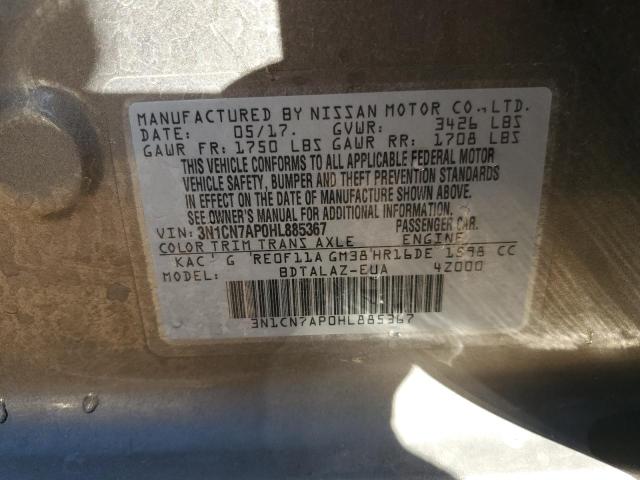 MANUFACTURED BY NISSAN MOTOR CO.,LTD.
DATE: 05/17. GVWR: 3426 LBS
GAWR FR: 1750 LBS GAWR RR: 1708 LBS
THIS VEHICLE CONFORMS TO ALL APPLICABLE FEDERAL MOTOR
VEHICLE SAFETY, BUMPER AND THEFT PREVENTION STANDARDS
IN EFFECT ON THE DATE OF MANUFACTURE SHOWN ABOVE.
SEE OWNER'S MANUAL FOR ADDITIONAL INFORMATION.
VIN: 3N1CN7AP0HL885367 PASSENGER CAR.
COLOR TRIM TRANS AXLE ENGINE
KAC G RE0F11A GM38 HR16DE 1598 CC
BDTALAZ-EUA 4Z000
3N1CN7AP0HL885367